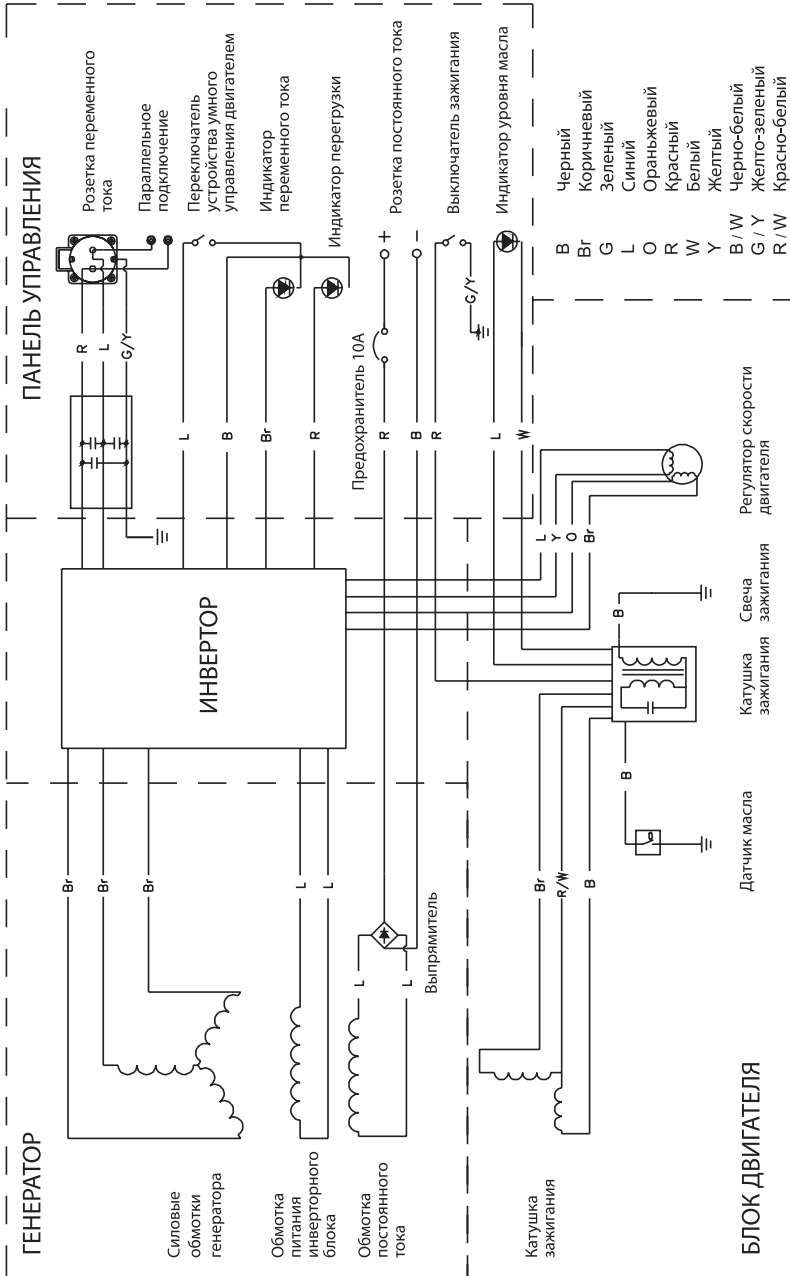 ГЕНЕРАТОР
Силовые
обмотки
генератора
Обмотка
питания
инверторного
блока
Обмотка
постоянного
тока
Br
Br
Br
L
L
L
L
Выпрямитель
ИНВЕРТОР
ПАНЕЛЬ УПРАВЛЕНИЯ
R
L
G/Y
L
B
Br
R
Предохранитель 10А
R
B
R
L
W
+
−
G/Y
Розетка переменного
тока
Параллельное
подключение
Переключатель
устройства умного
управления двигателем
Индикатор
переменного тока
Индикатор перегрузки
Розетка постоянного тока
Выключатель зажигания
Индикатор уровня масла
БЛОК ДВИГАТЕЛЯ
Катушка
зажигания
Br
R/W
B
B
B
L
Y
O
Br
Датчик масла
Катушка
зажигания
Свеча
зажигания
Регулятор скорости
двигателя
B Черный
Br Коричневый
G Зеленый
L Синий
O Ораньжевый
R Красный
W Белый
Y Желтый
B / W Черно-белый
G / Y Желто-зеленый
R / W Красно-белый